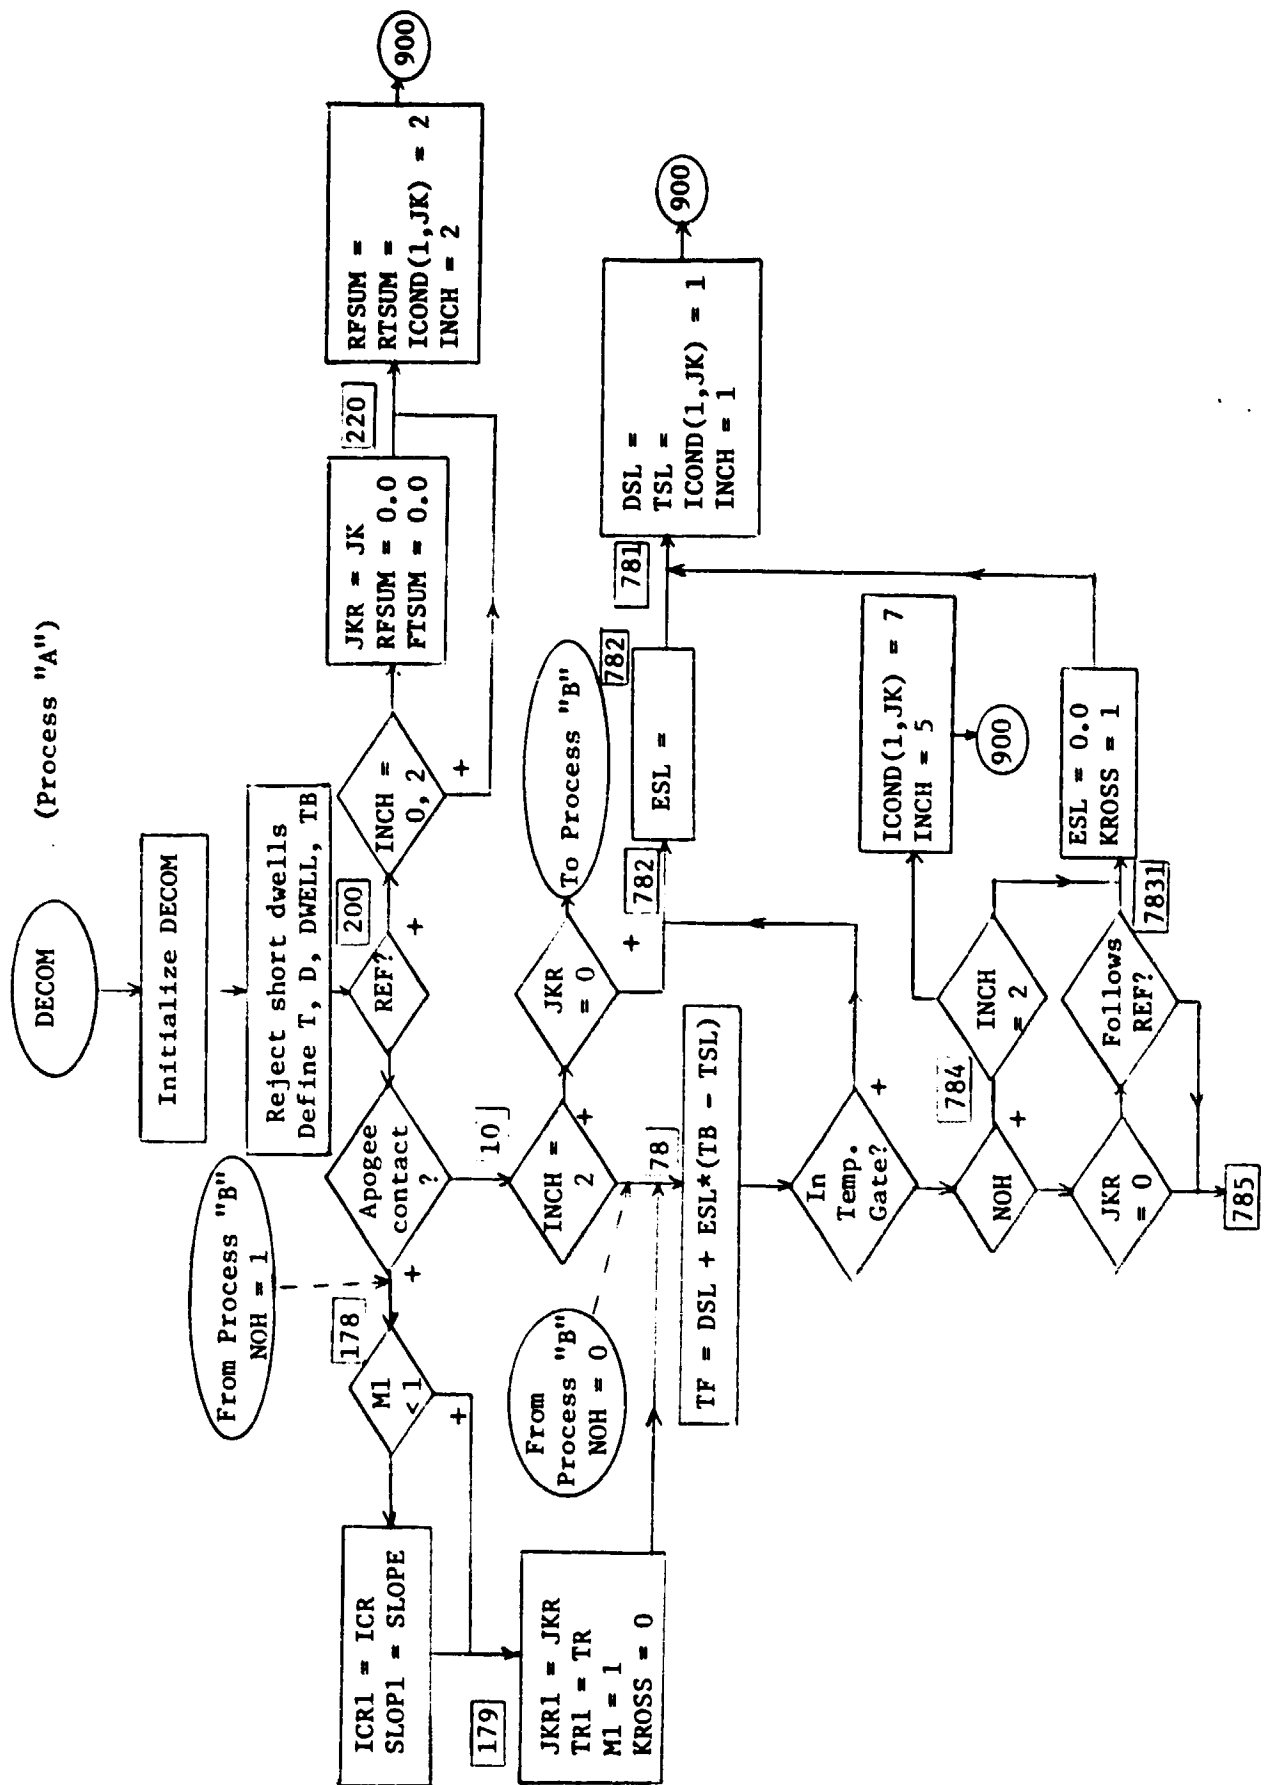 (Process "A")
DECOM
Initialize DECOM
Reject short dwells
Define T, D, DWELL, TB
200
REF?
+
INCH =
0, 2
+
JKR = JK
RFSUM = 0.0
FTSUM = 0.0
220
RFSUM =
RTSUM =
ICOND(1,JK) = 2
INCH = 2
900
From Process "B"
NOH = 1
Apogee
contact
?
+
178
M1
< 1
+
ICR1 = ICR
SLOP1 = SLOPE
179
JKR1 = JKR
TR1 = TR
M1 = 1
KROSS = 0
10
INCH =
2
+
JKR
= 0
+
To Process "B"
782
782
ESL =
781
DSL =
TSL =
ICOND(1,JK) = 1
INCH = 1
900
From
Process "B"
NOH = 0
78
TF = DSL + ESL*(TB - TSL)
In
Temp.
Gate?
+
NOH
+
784
INCH
= 2
ICOND(1,JK) = 7
INCH = 5
900
JKR
= 0
Follows
REF?
7831
ESL = 0.0
KROSS = 1
785